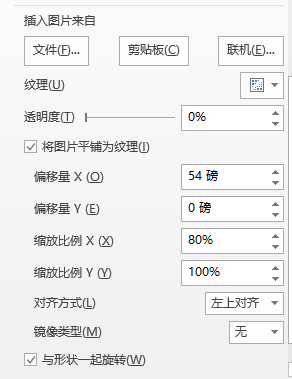 插入图片来自
文件(F)... 剪贴板(C) 联机(E)...
纹理(U)
透明度(T) 0%
将图片平铺为纹理(I)
偏移量 X (O) 54 磅
偏移量 Y (E) 0 磅
缩放比例 X (X) 80%
缩放比例 Y (Y) 100%
对齐方式(L) 左上对齐
镜像类型(M) 无
与形状一起旋转(W)